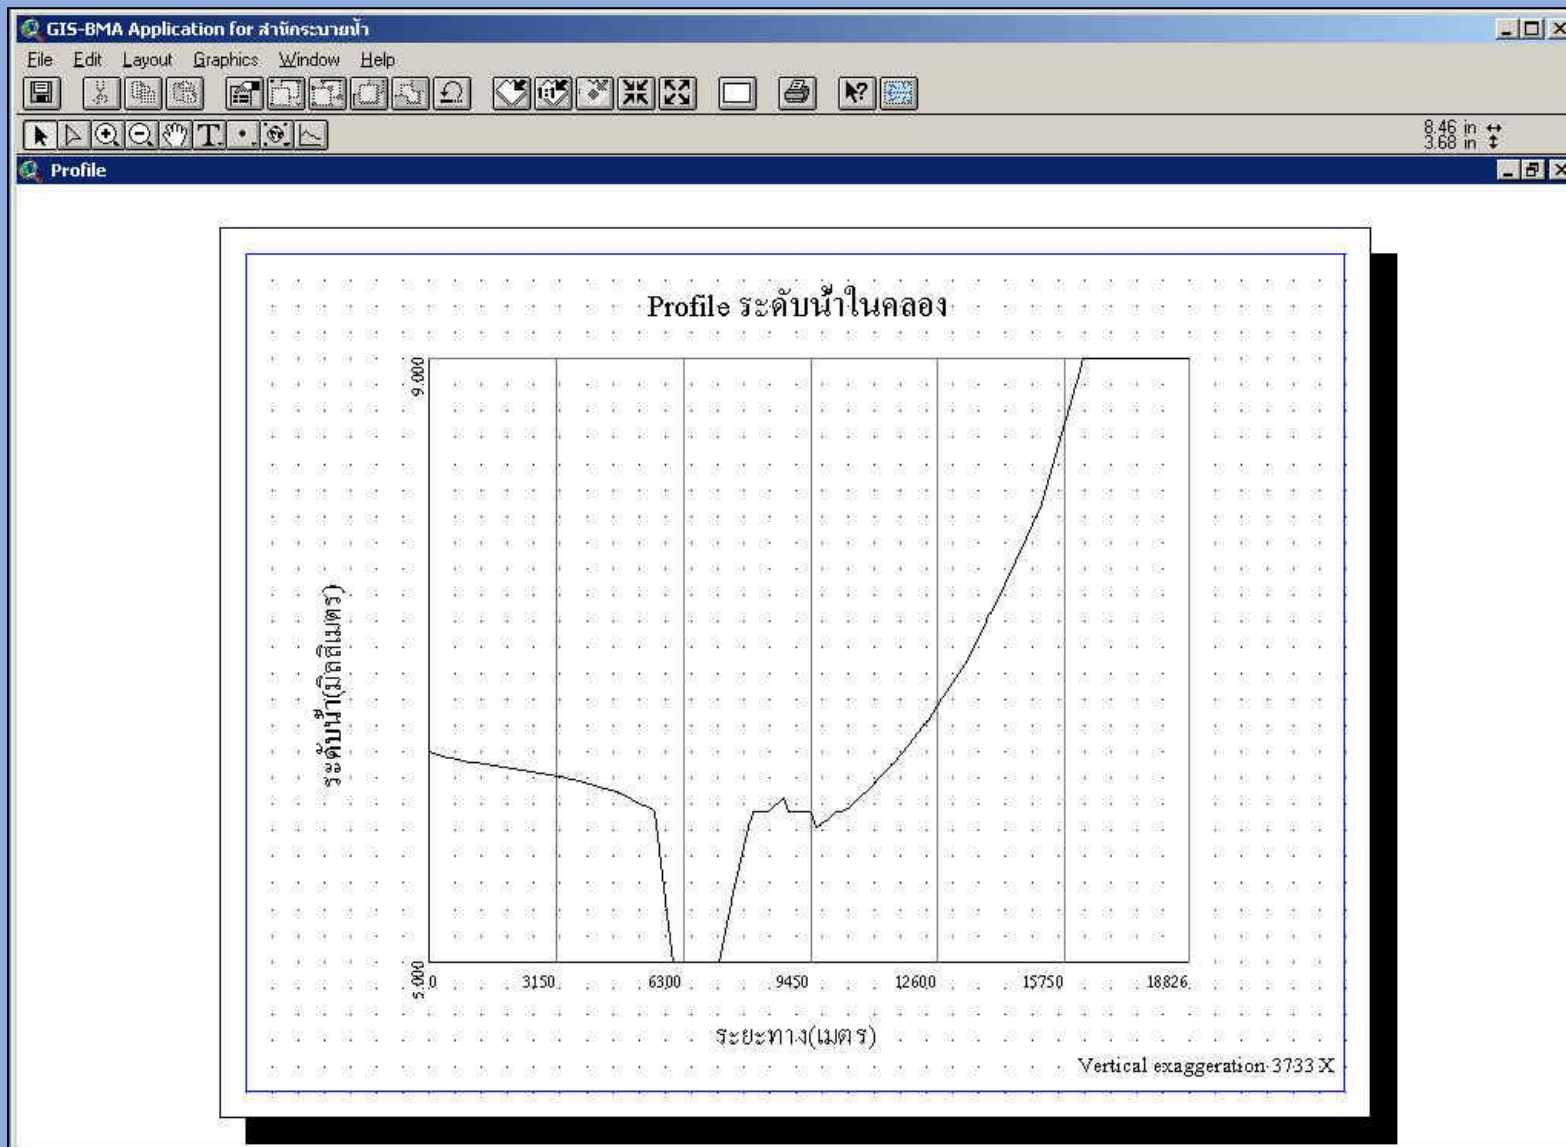 GIS-BMA Application for สำนักระบายน้ำ
File Edit Layout Graphics Window Help
8.46 in
3.68 in
Profile
Profile ระดับน้ำในคลอง
9.000
ระดับน้ำ(มิลลิเมตร)
5.000
0 3150 6300 9450 12600 15750 18826
ระยะทาง(เมตร)
Vertical exaggeration 3733 X